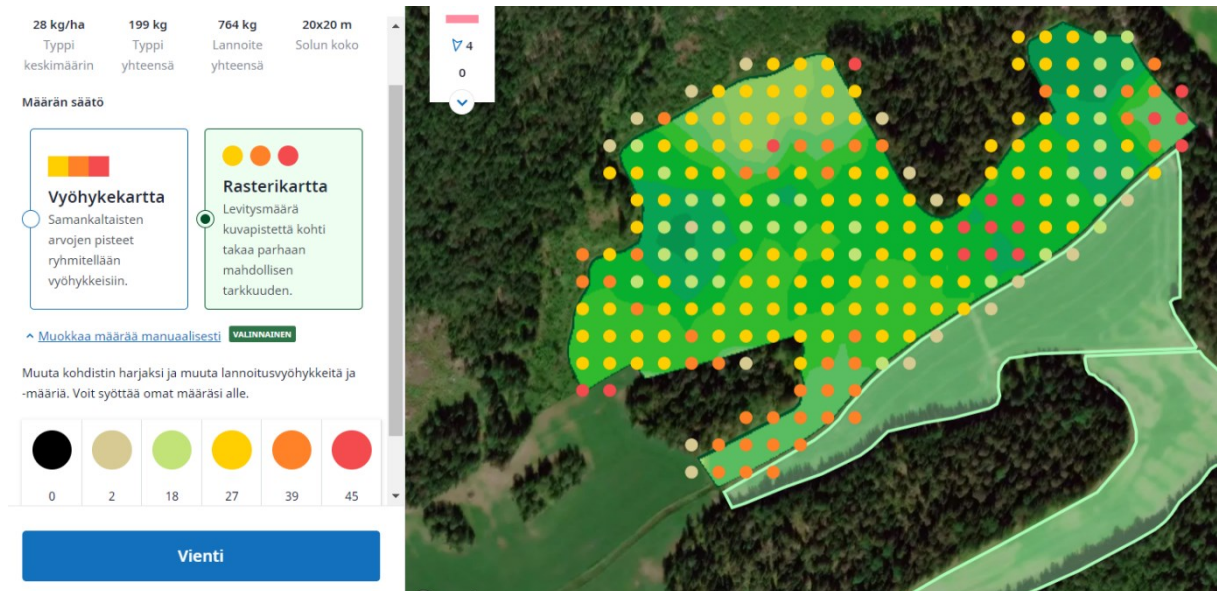 28 kg/ha 199 kg 764 kg 20x20 m
Typpi Typpi Lannoite Solun koko
keskimäärin yhteensä yhteensä
Määrän säätö
Vyöhykekartta
Samankaltaisten
arvojen pisteet
ryhmitellään
vyöhykkeisiin.
Rasterikartta
Levitysmäärä
kuvapistettä kohti
takaa parhaan
mahdollisen
tarkkuuden.
Muokkaa määrää manuaalisesti VALINNAINEN
Muuta kohdistin harjaksi ja muuta lannoitusvyöhykkeitä ja
-määriä. Voit syöttää omat määräsi alle.
0 2 18 27 39 45
Vienti
4
0